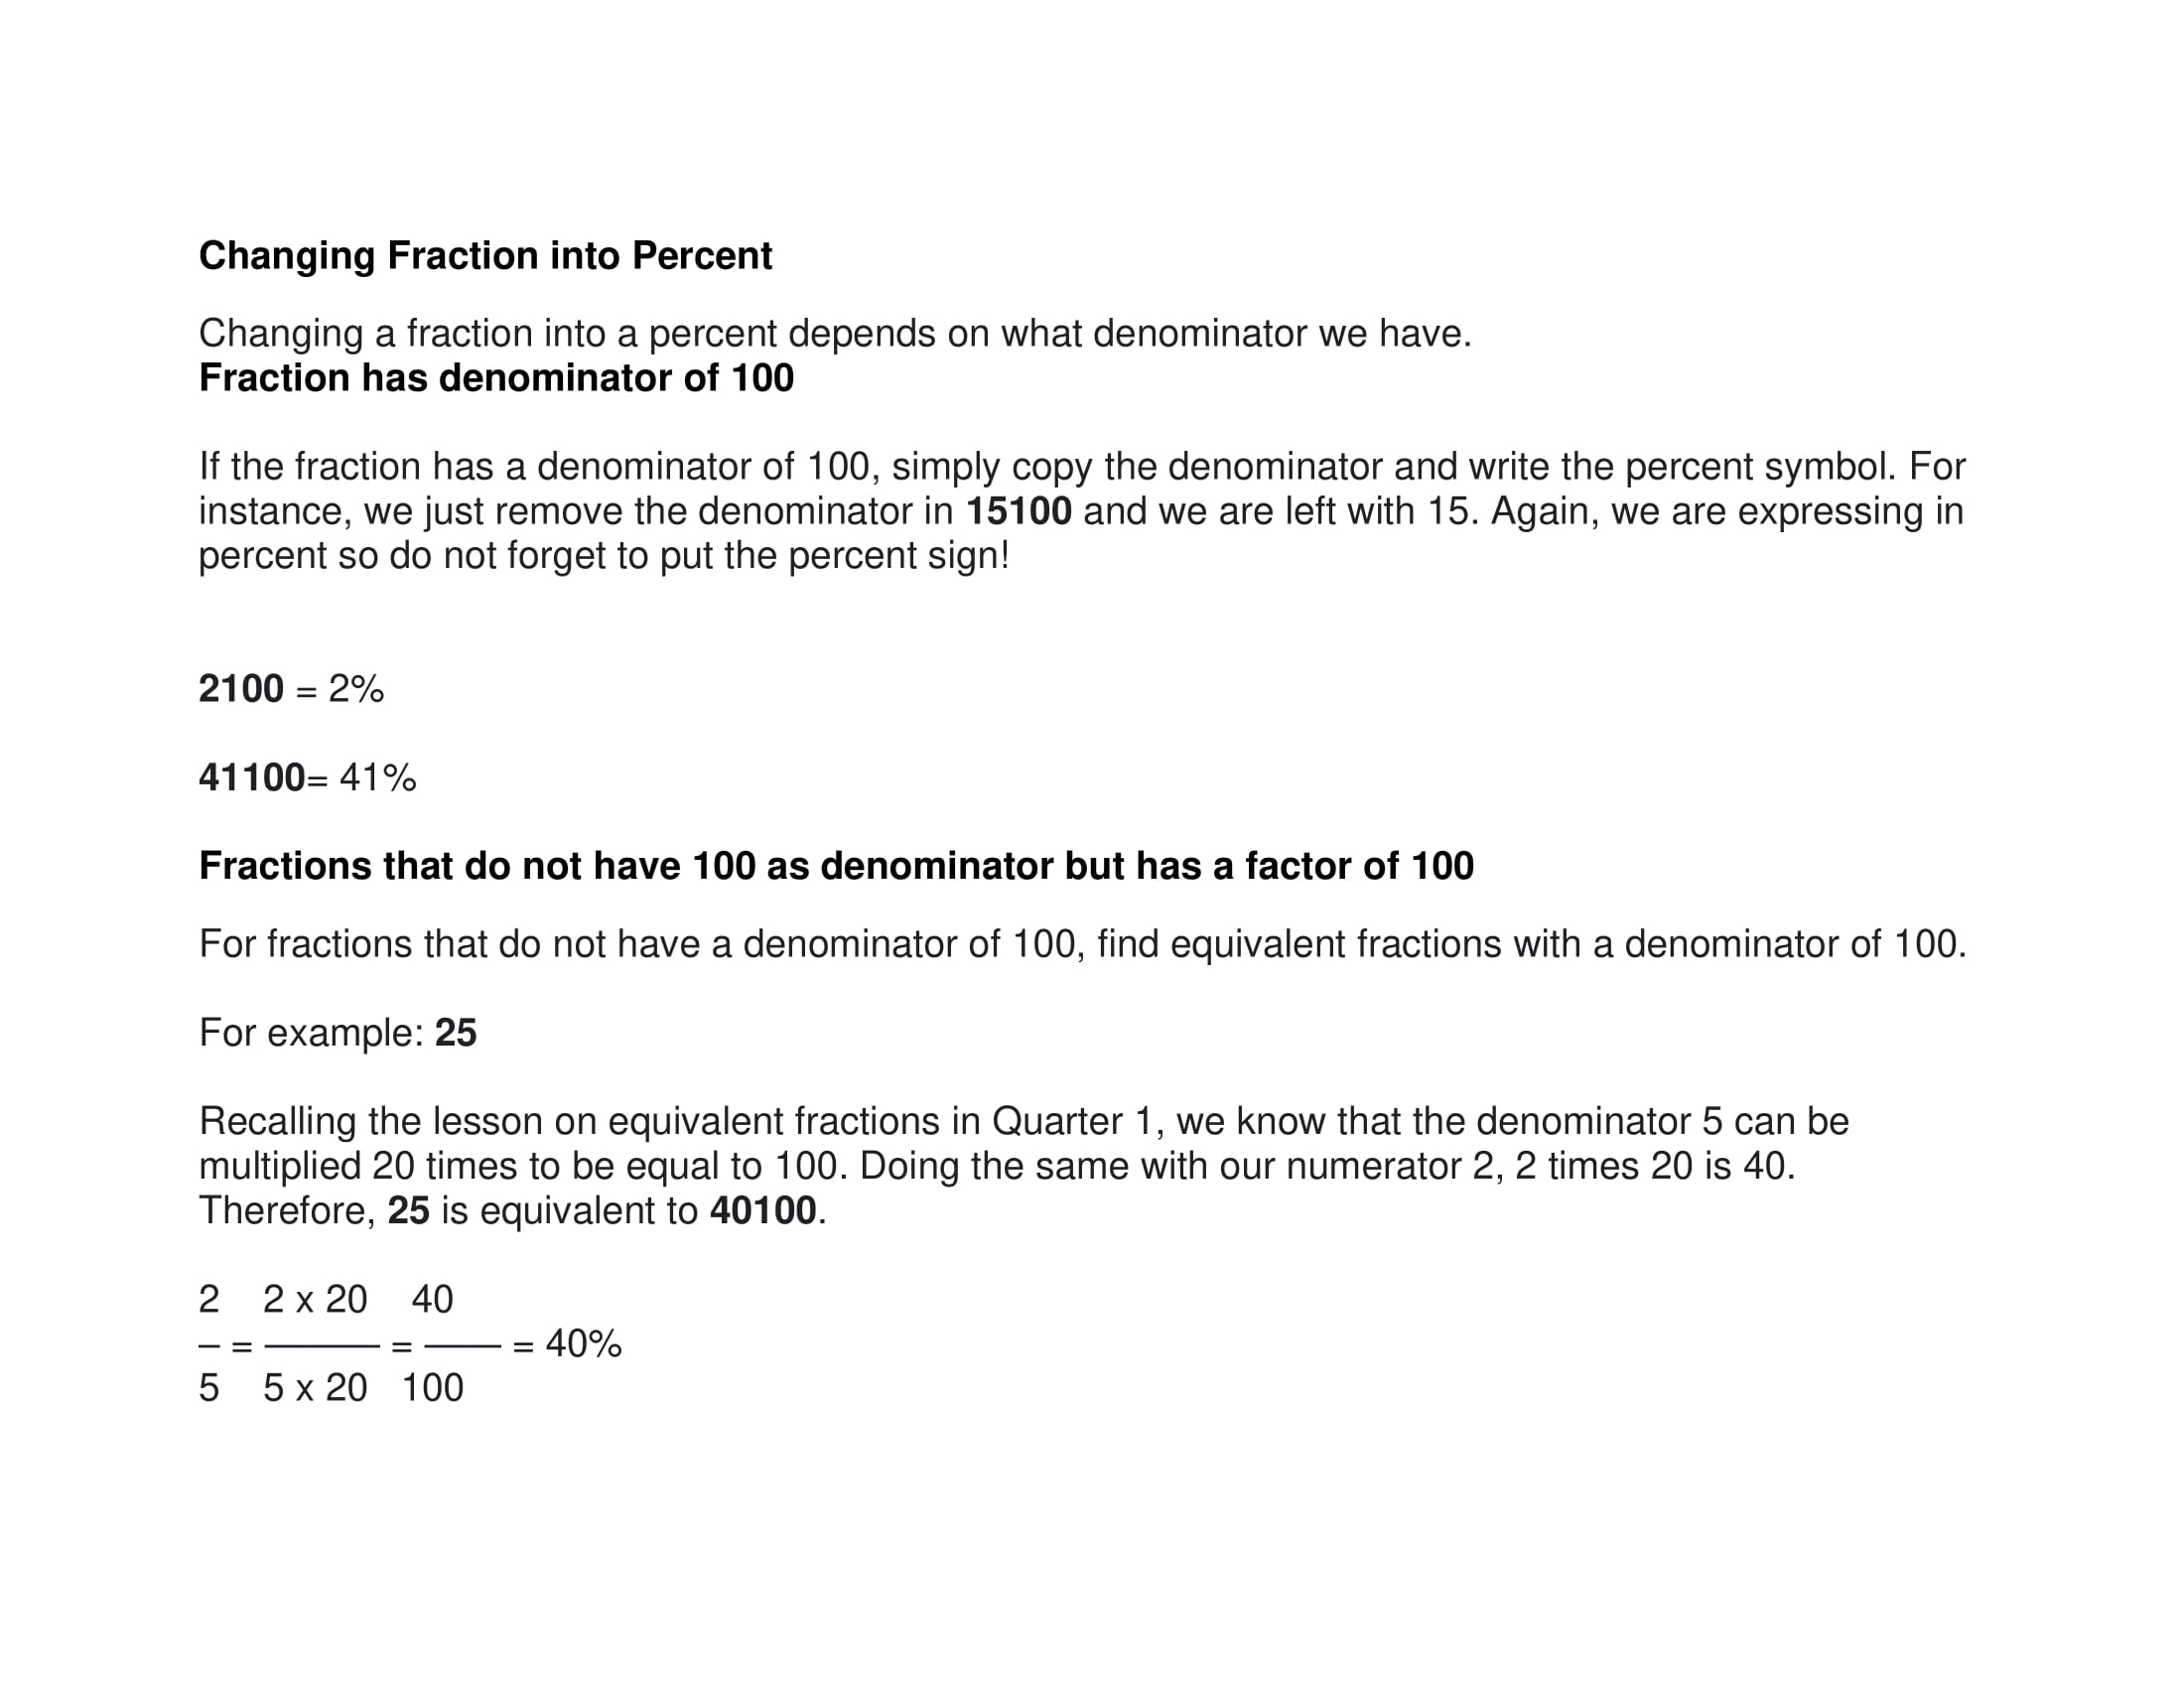 Changing Fraction into Percent
Changing a fraction into a percent depends on what denominator we have.
Fraction has denominator of 100
If the fraction has a denominator of 100, simply copy the denominator and write the percent symbol. For
instance, we just remove the denominator in 15100 and we are left with 15. Again, we are expressing in
percent so do not forget to put the percent sign!
2100 = 2%
41100= 41%
Fractions that do not have 100 as denominator but has a factor of 100
For fractions that do not have a denominator of 100, find equivalent fractions with a denominator of 100.
For example: 25
Recalling the lesson on equivalent fractions in Quarter 1, we know that the denominator 5 can be
multiplied 20 times to be equal to 100. Doing the same with our numerator 2, 2 times 20 is 40.
Therefore, 25 is equivalent to 40100.
2 2 x 20 40
– = ——— = —— = 40%
5 5 x 20 100